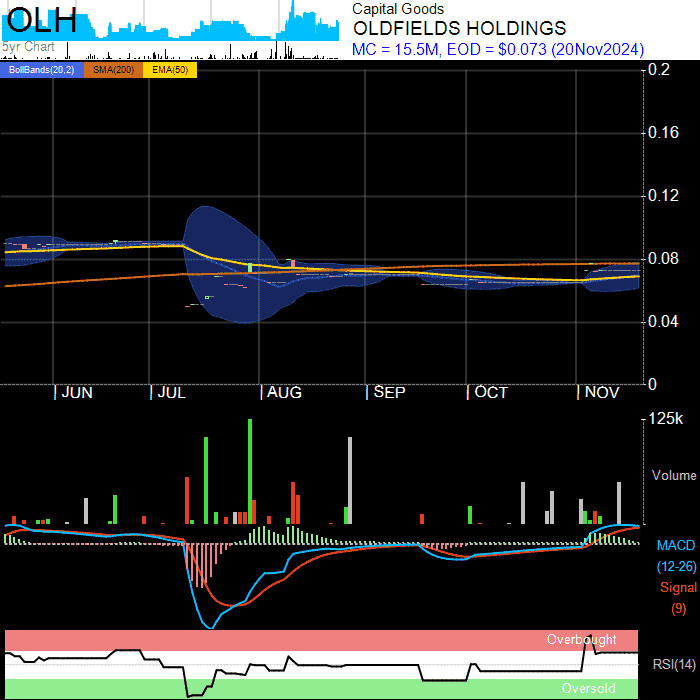 OLH
5yr Chart
Capital Goods
OLDFIELDS HOLDINGS
MC = 15.5M, EOD = $0.073 (20Nov2024)
BollBands(20,2) SMA(200) EMA(50)
0.2
0.16
0.12
0.08
0.04
0
JUN JUL AUG SEP OCT NOV
125k
Volume
MACD
(12-26)
Signal
(9)
Overbought
RSI(14)
Oversold